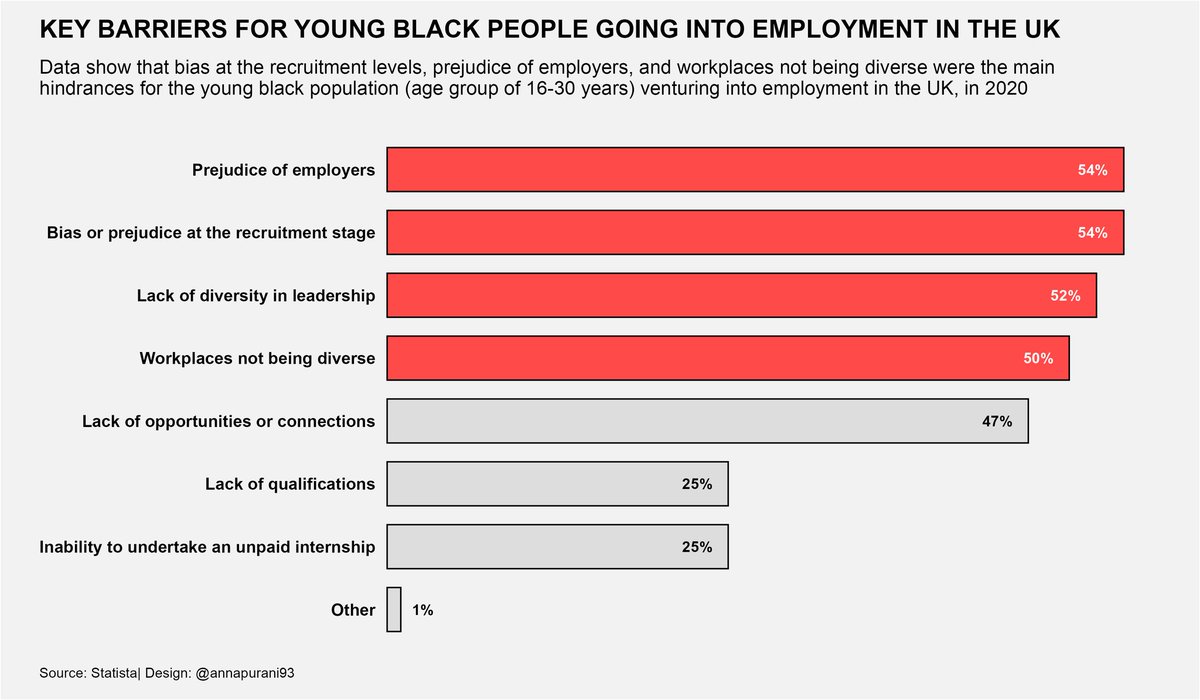 KEY BARRIERS FOR YOUNG BLACK PEOPLE GOING INTO EMPLOYMENT IN THE UK
Data show that bias at the recruitment levels, prejudice of employers, and workplaces not being diverse were the main
hindrances for the young black population (age group of 16-30 years) venturing into employment in the UK, in 2020
Prejudice of employers 54%
Bias or prejudice at the recruitment stage 54%
Lack of diversity in leadership 52%
Workplaces not being diverse 50%
Lack of opportunities or connections 47%
Lack of qualifications 25%
Inability to undertake an unpaid internship 25%
Other 1%
Source: Statista| Design: @annapurani93